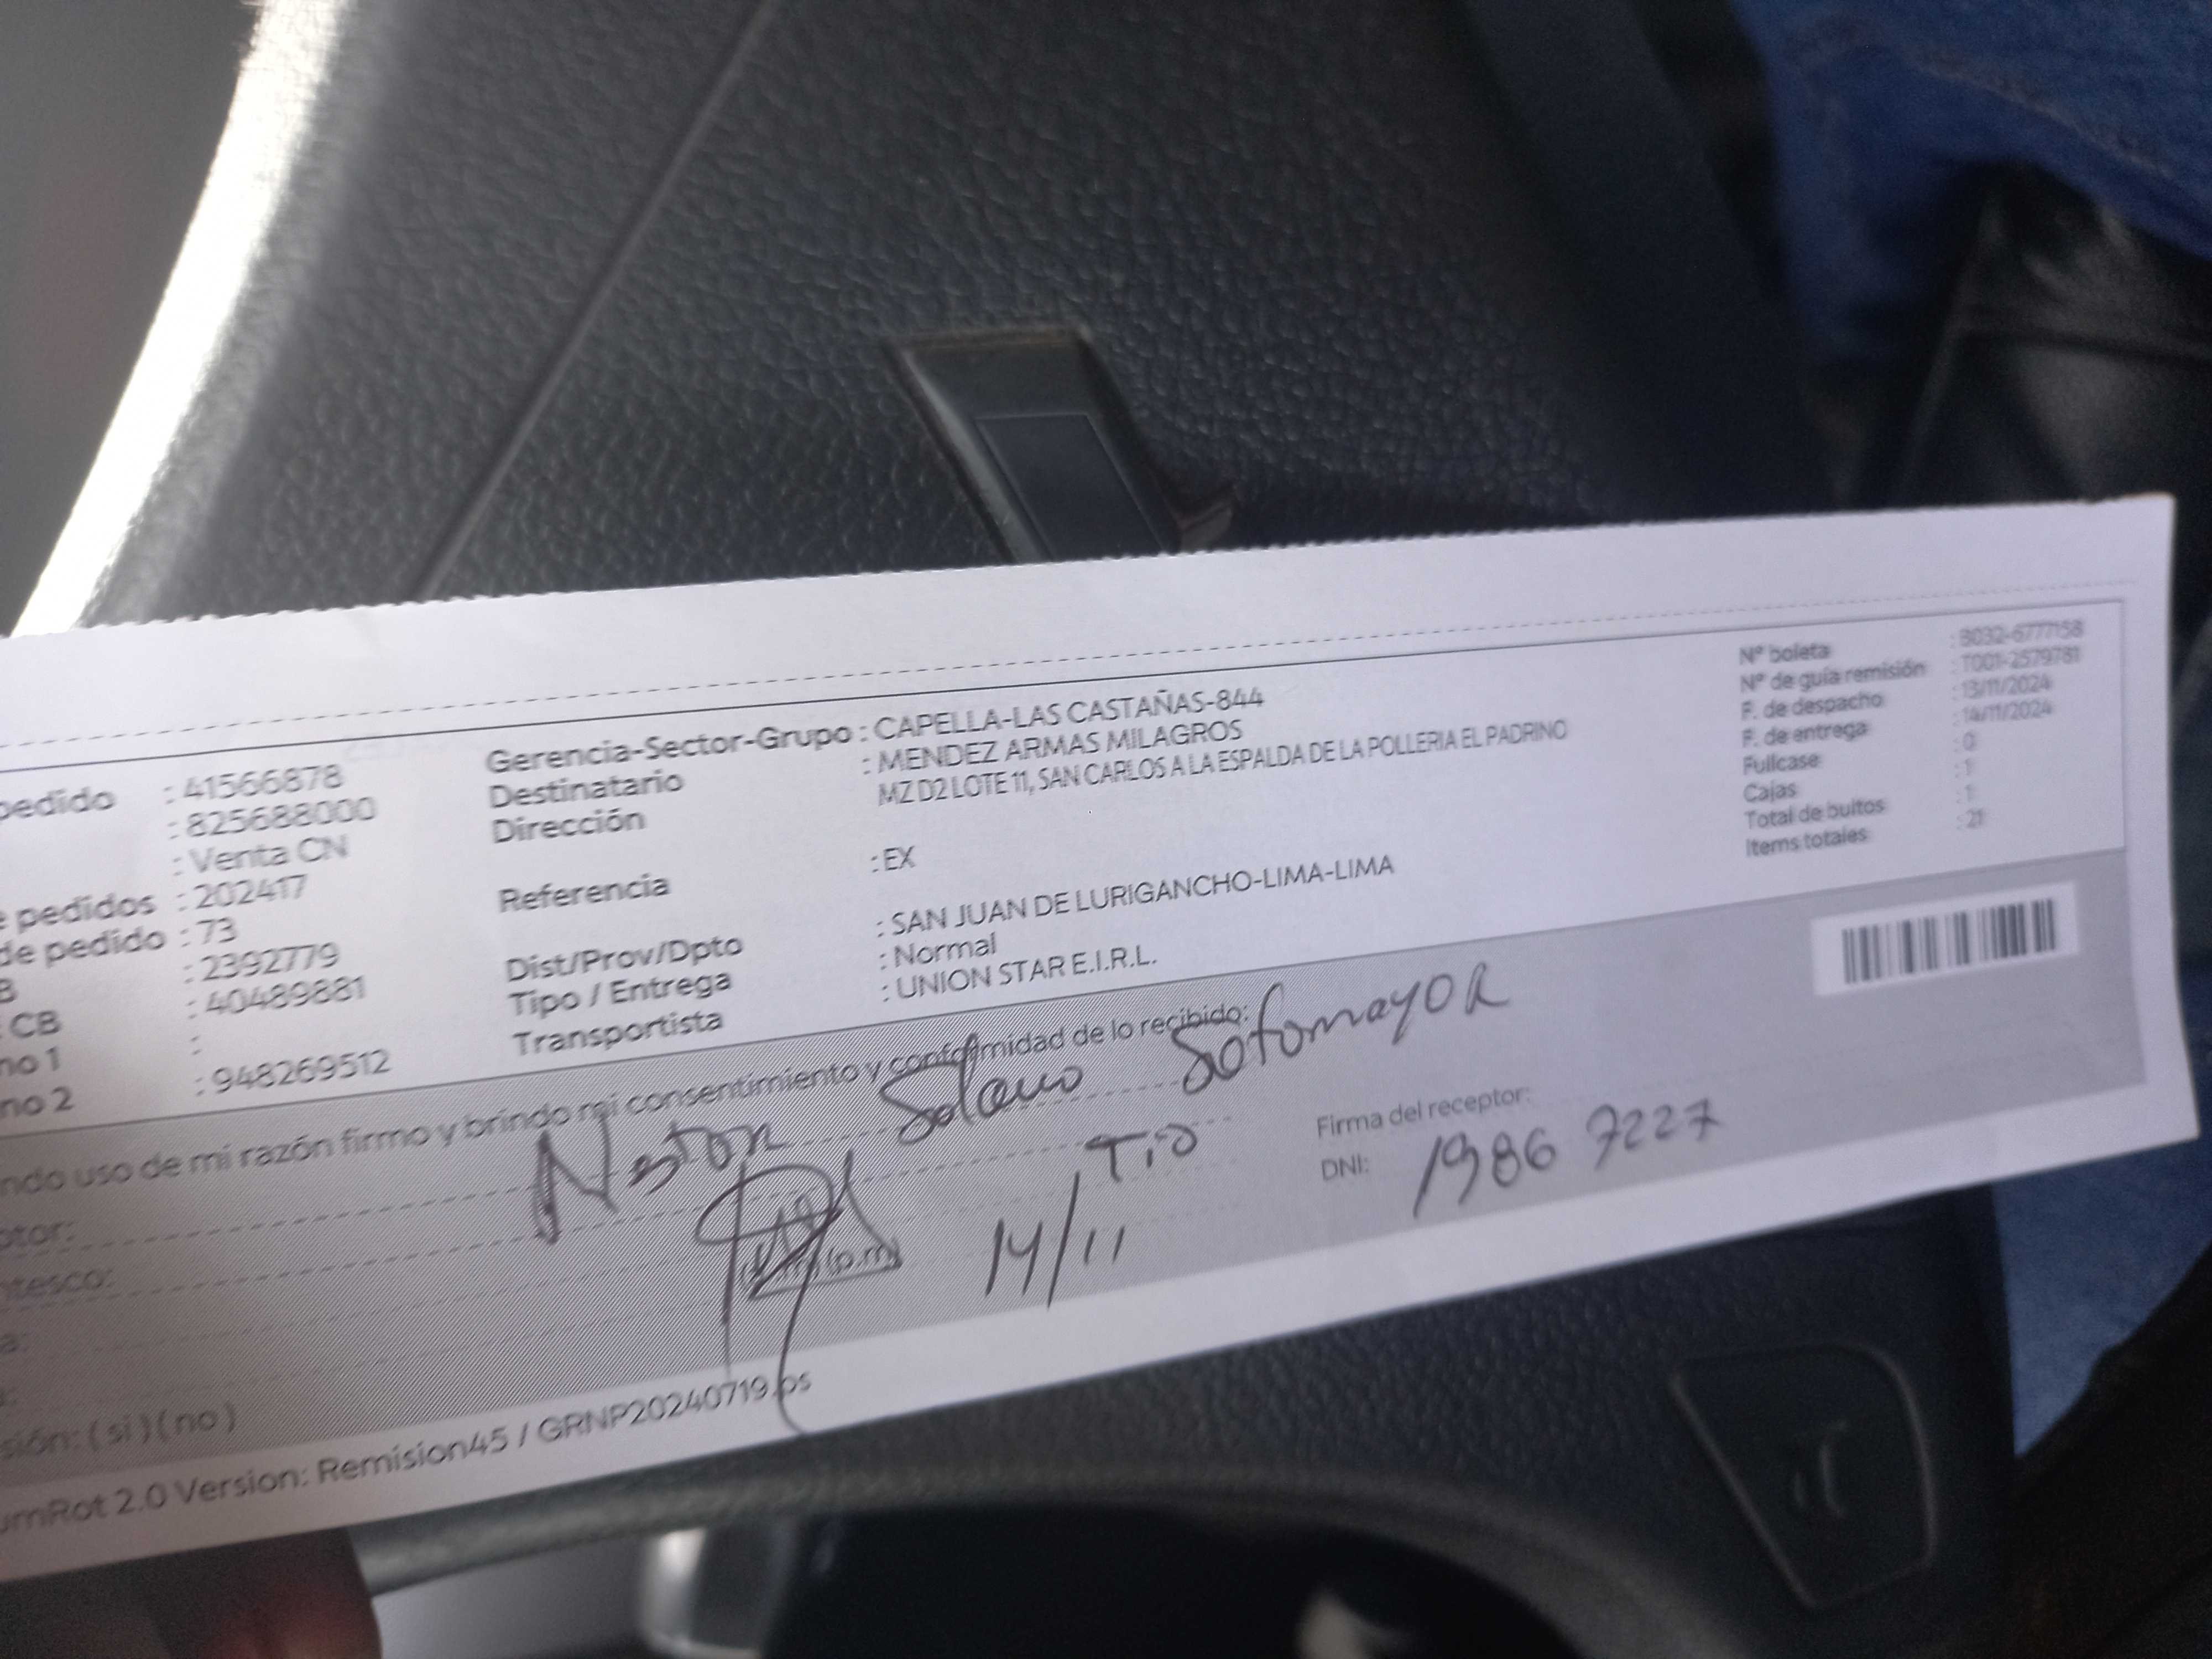 pedido : 41566878
: 825688000
: Venta CN
pedidos : 202417
de pedido : 73
: 2392779
CB : 40489881
no 1 :
no 2 : 948269512
Gerencia-Sector-Grupo : CAPELLA-LAS CASTAÑAS-844
Destinatario : MENDEZ ARMAS MILAGROS
Dirección MZ D2 LOTE 11, SAN CARLOS A LA ESPALDA DE LA POLLERIA EL PADRINO
Referencia : EX
Dist/Prov/Dpto : SAN JUAN DE LURIGANCHO-LIMA-LIMA
Tipo / Entrega : Normal
Transportista : UNION STAR E.I.R.L.
Nº boleta : B032-6777158
Nº de guía remisión : T001-2579781
F. de despacho : 13/11/2024
F. de entrega : 14/11/2024
Fullcase : 0
Cajas : 1
Total de bultos : 1
Items totales : 21
ndo uso de mi razón firmo y brindo mi consentimiento y conformidad de lo recibido:
ptor: Nestor Solano Sotomayor
ntesco: Tio
a: 14/11
Firma del receptor:
DNI: 1986 7227
(p.m)
sión: (si) (no)
umRot 2.0 Version: Remision45 / GRNP20240719.ps